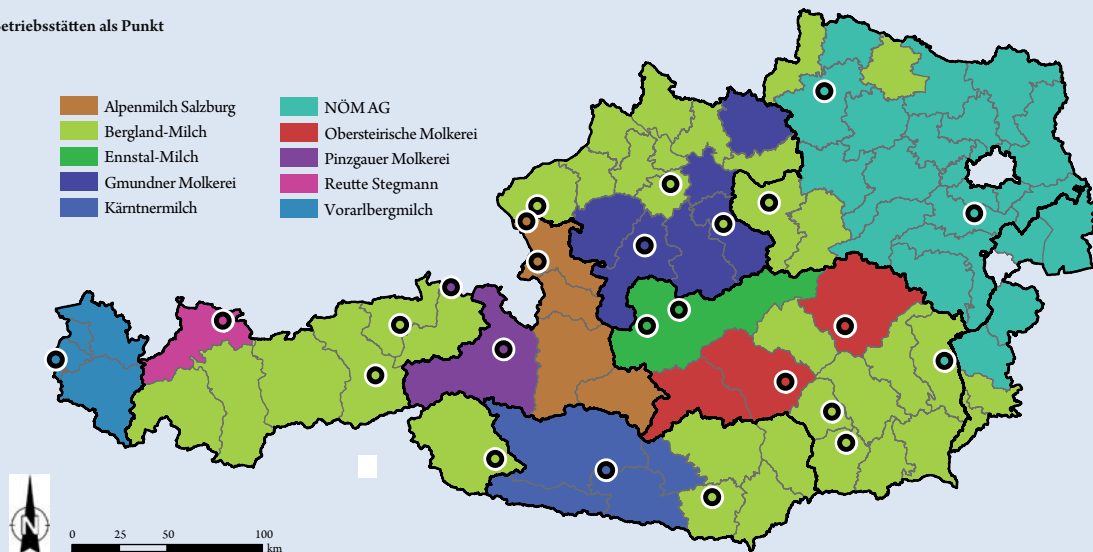 etriebsstätten als Punkt
Alpenmilch Salzburg
Bergland-Milch
Ennstal-Milch
Gmundner Molkerei
Kärntnermilch
NÖM AG
Obersteirische Molkerei
Pinzgauer Molkerei
Reutte Stegmann
Vorarlbergmilch
N
0 25 50 100
km